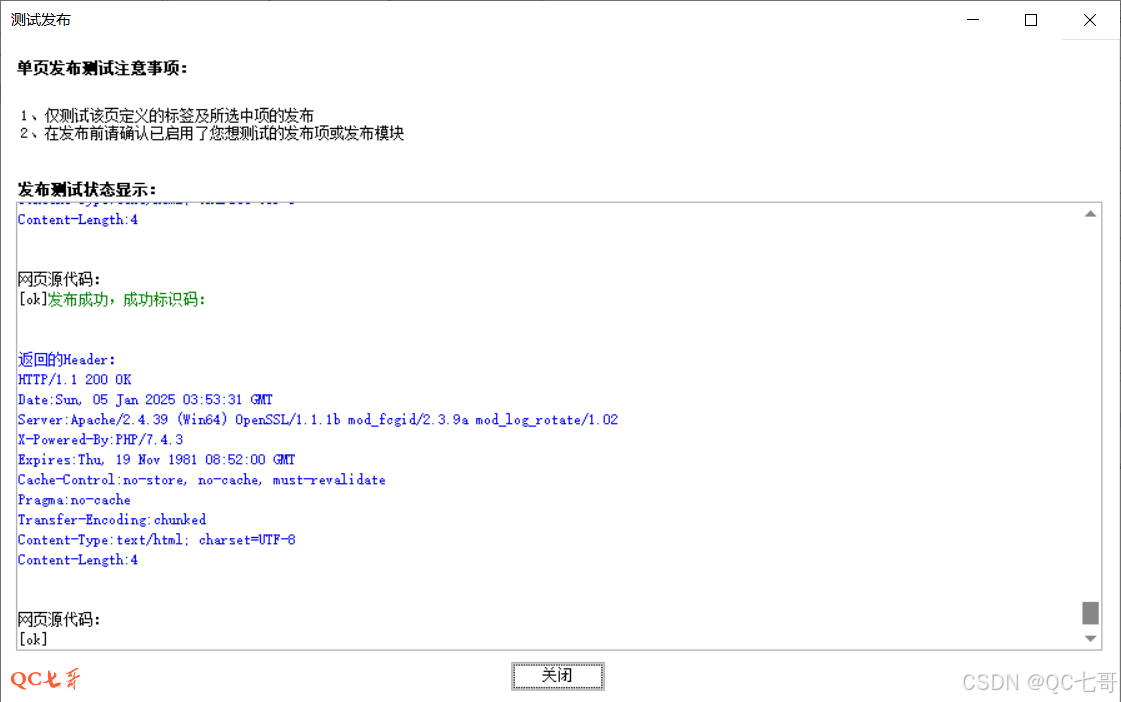 测试发布
单页发布测试注意事项：
1、仅测试该页定义的标签及所选中项的发布
2、在发布前请确认已启用了您想测试的发布项或发布模块
发布测试状态显示：
Content-Length:4
网页源代码：
[ok]发布成功，成功标识码：
返回的Header：
HTTP/1.1 200 OK
Date:Sun, 05 Jan 2025 03:53:31 GMT
Server:Apache/2.4.39 (Win64) OpenSSL/1.1.1b mod_fcgid/2.3.9a mod_log_rotate/1.02
X-Powered-By:PHP/7.4.3
Expires:Thu, 19 Nov 1981 08:52:00 GMT
Cache-Control:no-store, no-cache, must-revalidate
Pragma:no-cache
Transfer-Encoding:chunked
Content-Type:text/html; charset=UTF-8
Content-Length:4
网页源代码：
[ok]
关闭
QC七哥
CSDN @QC七哥